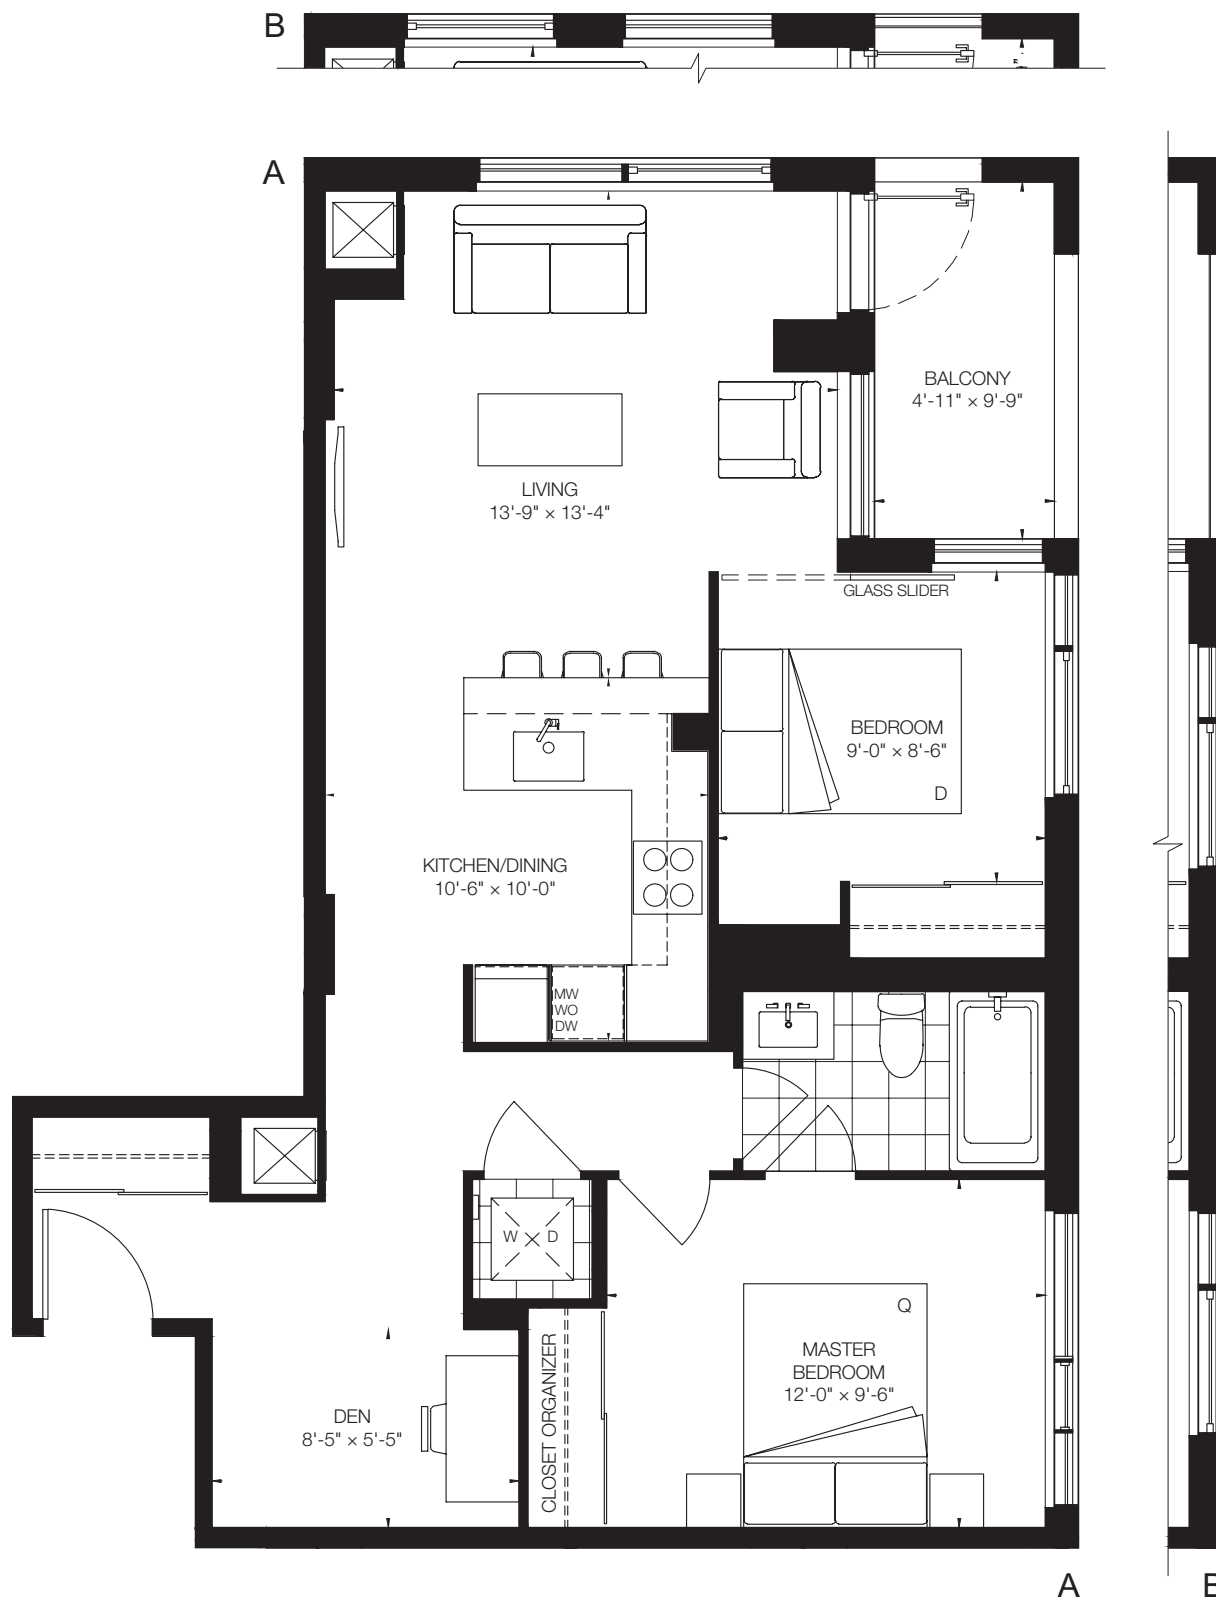 B
A
BALCONY
4'-11" × 9'-9"
LIVING
13'-9" × 13'-4"
GLASS SLIDER
BEDROOM
9'-0" × 8'-6"
D
KITCHEN/DINING
10'-6" × 10'-0"
MW
WO
DW
W D
Q
MASTER
BEDROOM
12'-0" × 9'-6"
CLOSET ORGANIZER
DEN
8'-5" × 5'-5"
A